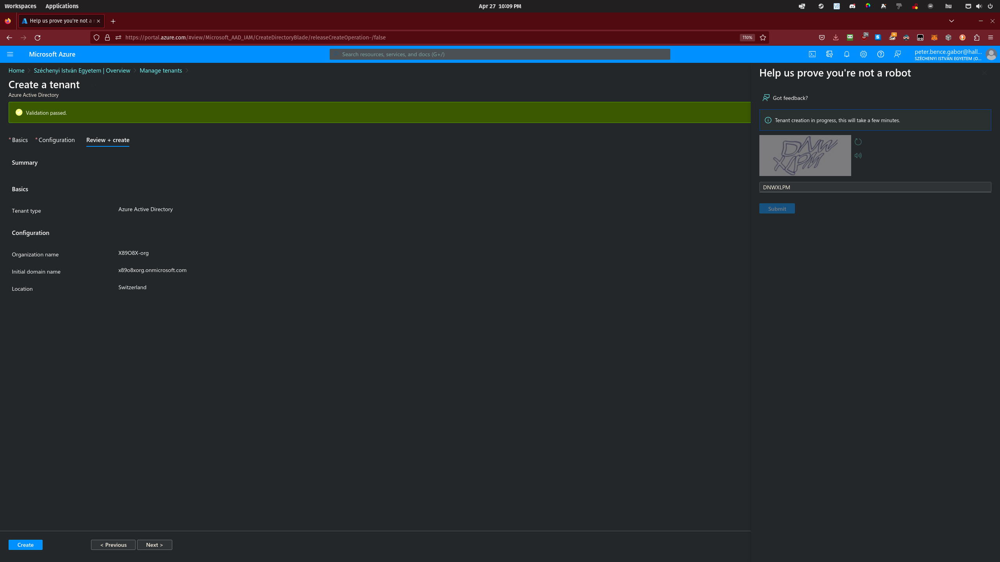 Workspaces Applications Apr 27 10:09 PM hu
Help us prove you're not a r
https://portal.azure.com/#view/Microsoft_AAD_IAM/CreateDirectoryBlade/releaseCreateOperation~/false 110% 24 4
Microsoft Azure Search resources, services, and docs (G+/) peter.bence.gabor@hall...
SZÉCHENYI ISTVÁN EGYETEM (O...
Home > Széchenyi István Egyetem | Overview > Manage tenants >
Create a tenant
Azure Active Directory
Validation passed.
* Basics * Configuration Review + create
Summary
Basics
Tenant type Azure Active Directory
Configuration
Organization name X89O8X-org
Initial domain name x89o8xorg.onmicrosoft.com
Location Switzerland
Create < Previous Next >
Help us prove you're not a robot
Got feedback?
Tenant creation in progress, this will take a few minutes.
DNWXLPM
Submit